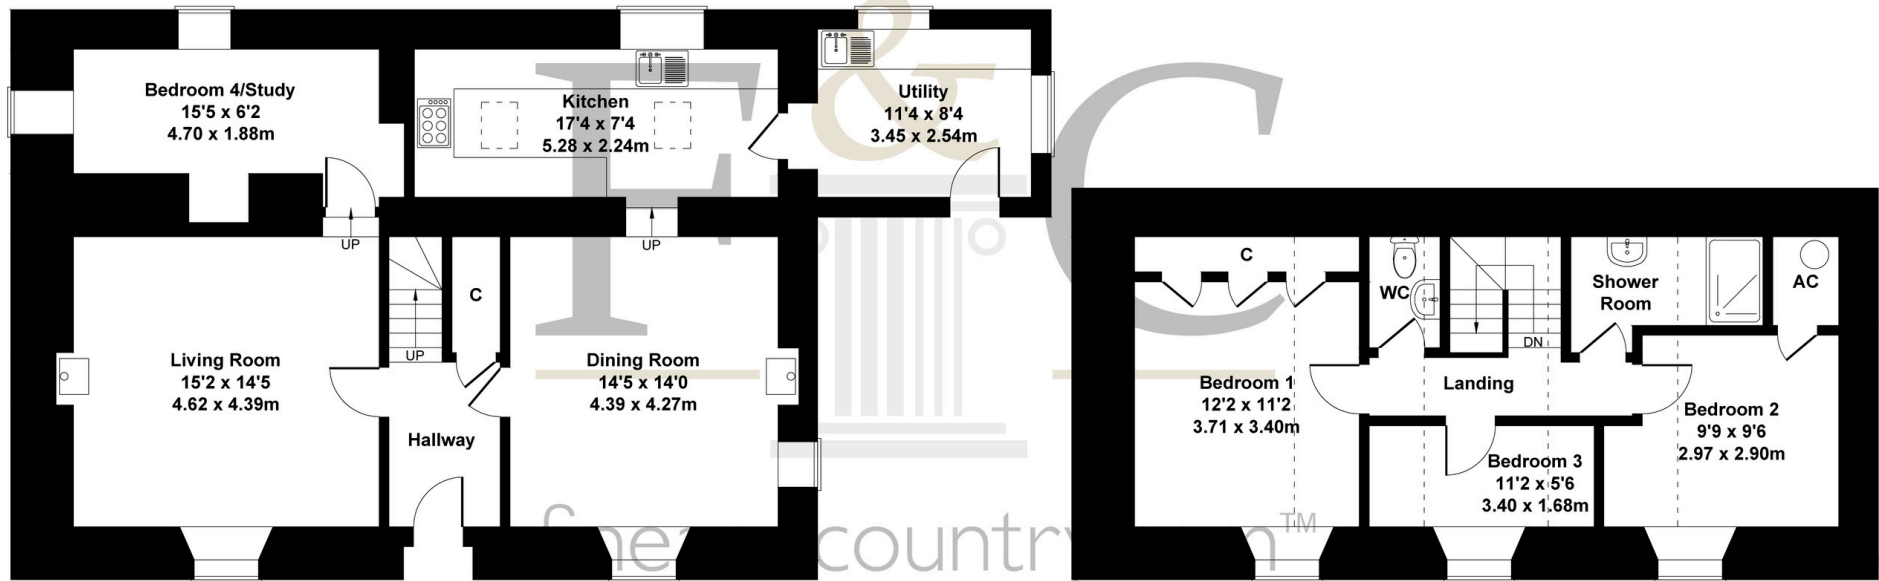 Bedroom 4/Study
15'5 x 6'2
4.70 x 1.88m
Kitchen
17'4 x 7'4
5.28 x 2.24m
Utility
11'4 x 8'4
3.45 x 2.54m
UP
UP
C
UP
Living Room
15'2 x 14'5
4.62 x 4.39m
Dining Room
14'5 x 14'0
4.39 x 4.27m
Hallway
C
WC
Shower
Room
AC
DN
Landing
Bedroom 1
12'2 x 11'2
3.71 x 3.40m
Bedroom 2
9'9 x 9'6
2.97 x 2.90m
Bedroom 3
11'2 x 5'6
3.40 x 1.68m
F & C
TM